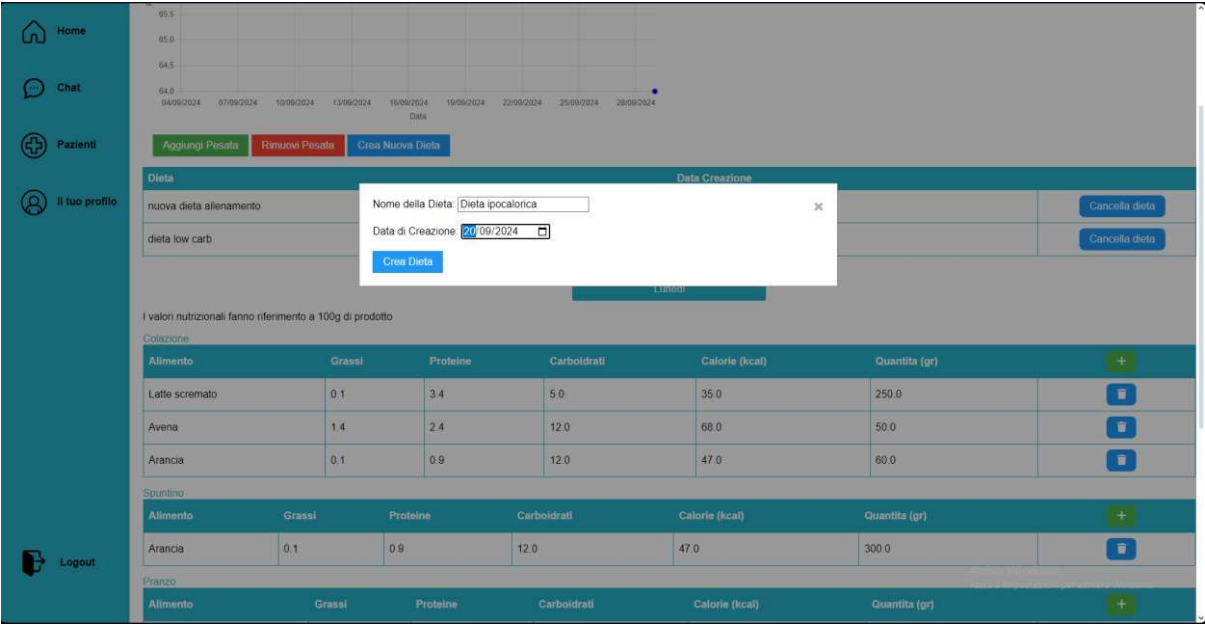 Home
Chat
Pazienti
Il tuo profilo
Logout
65.5
65.0
64.5
64.0
04/09/2024 07/09/2024 10/09/2024 13/09/2024 16/09/2024 19/09/2024 22/09/2024 25/09/2024 28/09/2024
Data
Aggiungi Pesata Rimuovi Pesata Crea Nuova Dieta
Dieta Data Creazione
nuova dieta allenamento Cancella dieta
dieta low carb Cancella dieta
Nome della Dieta: Dieta ipocalorica ×
Data di Creazione: 20/09/2024
Crea Dieta
Lunedì
I valori nutrizionali fanno riferimento a 100g di prodotto
Colazione
Alimento Grassi Proteine Carboidrati Calorie (kcal) Quantita (gr) +
Latte scremato 0.1 3.4 5.0 35.0 250.0
Avena 1.4 2.4 12.0 68.0 50.0
Arancia 0.1 0.9 12.0 47.0 60.0
Spuntino
Alimento Grassi Proteine Carboidrati Calorie (kcal) Quantita (gr) +
Arancia 0.1 0.9 12.0 47.0 300.0
Pranzo
Alimento Grassi Proteine Carboidrati Calorie (kcal) Quantita (gr) +